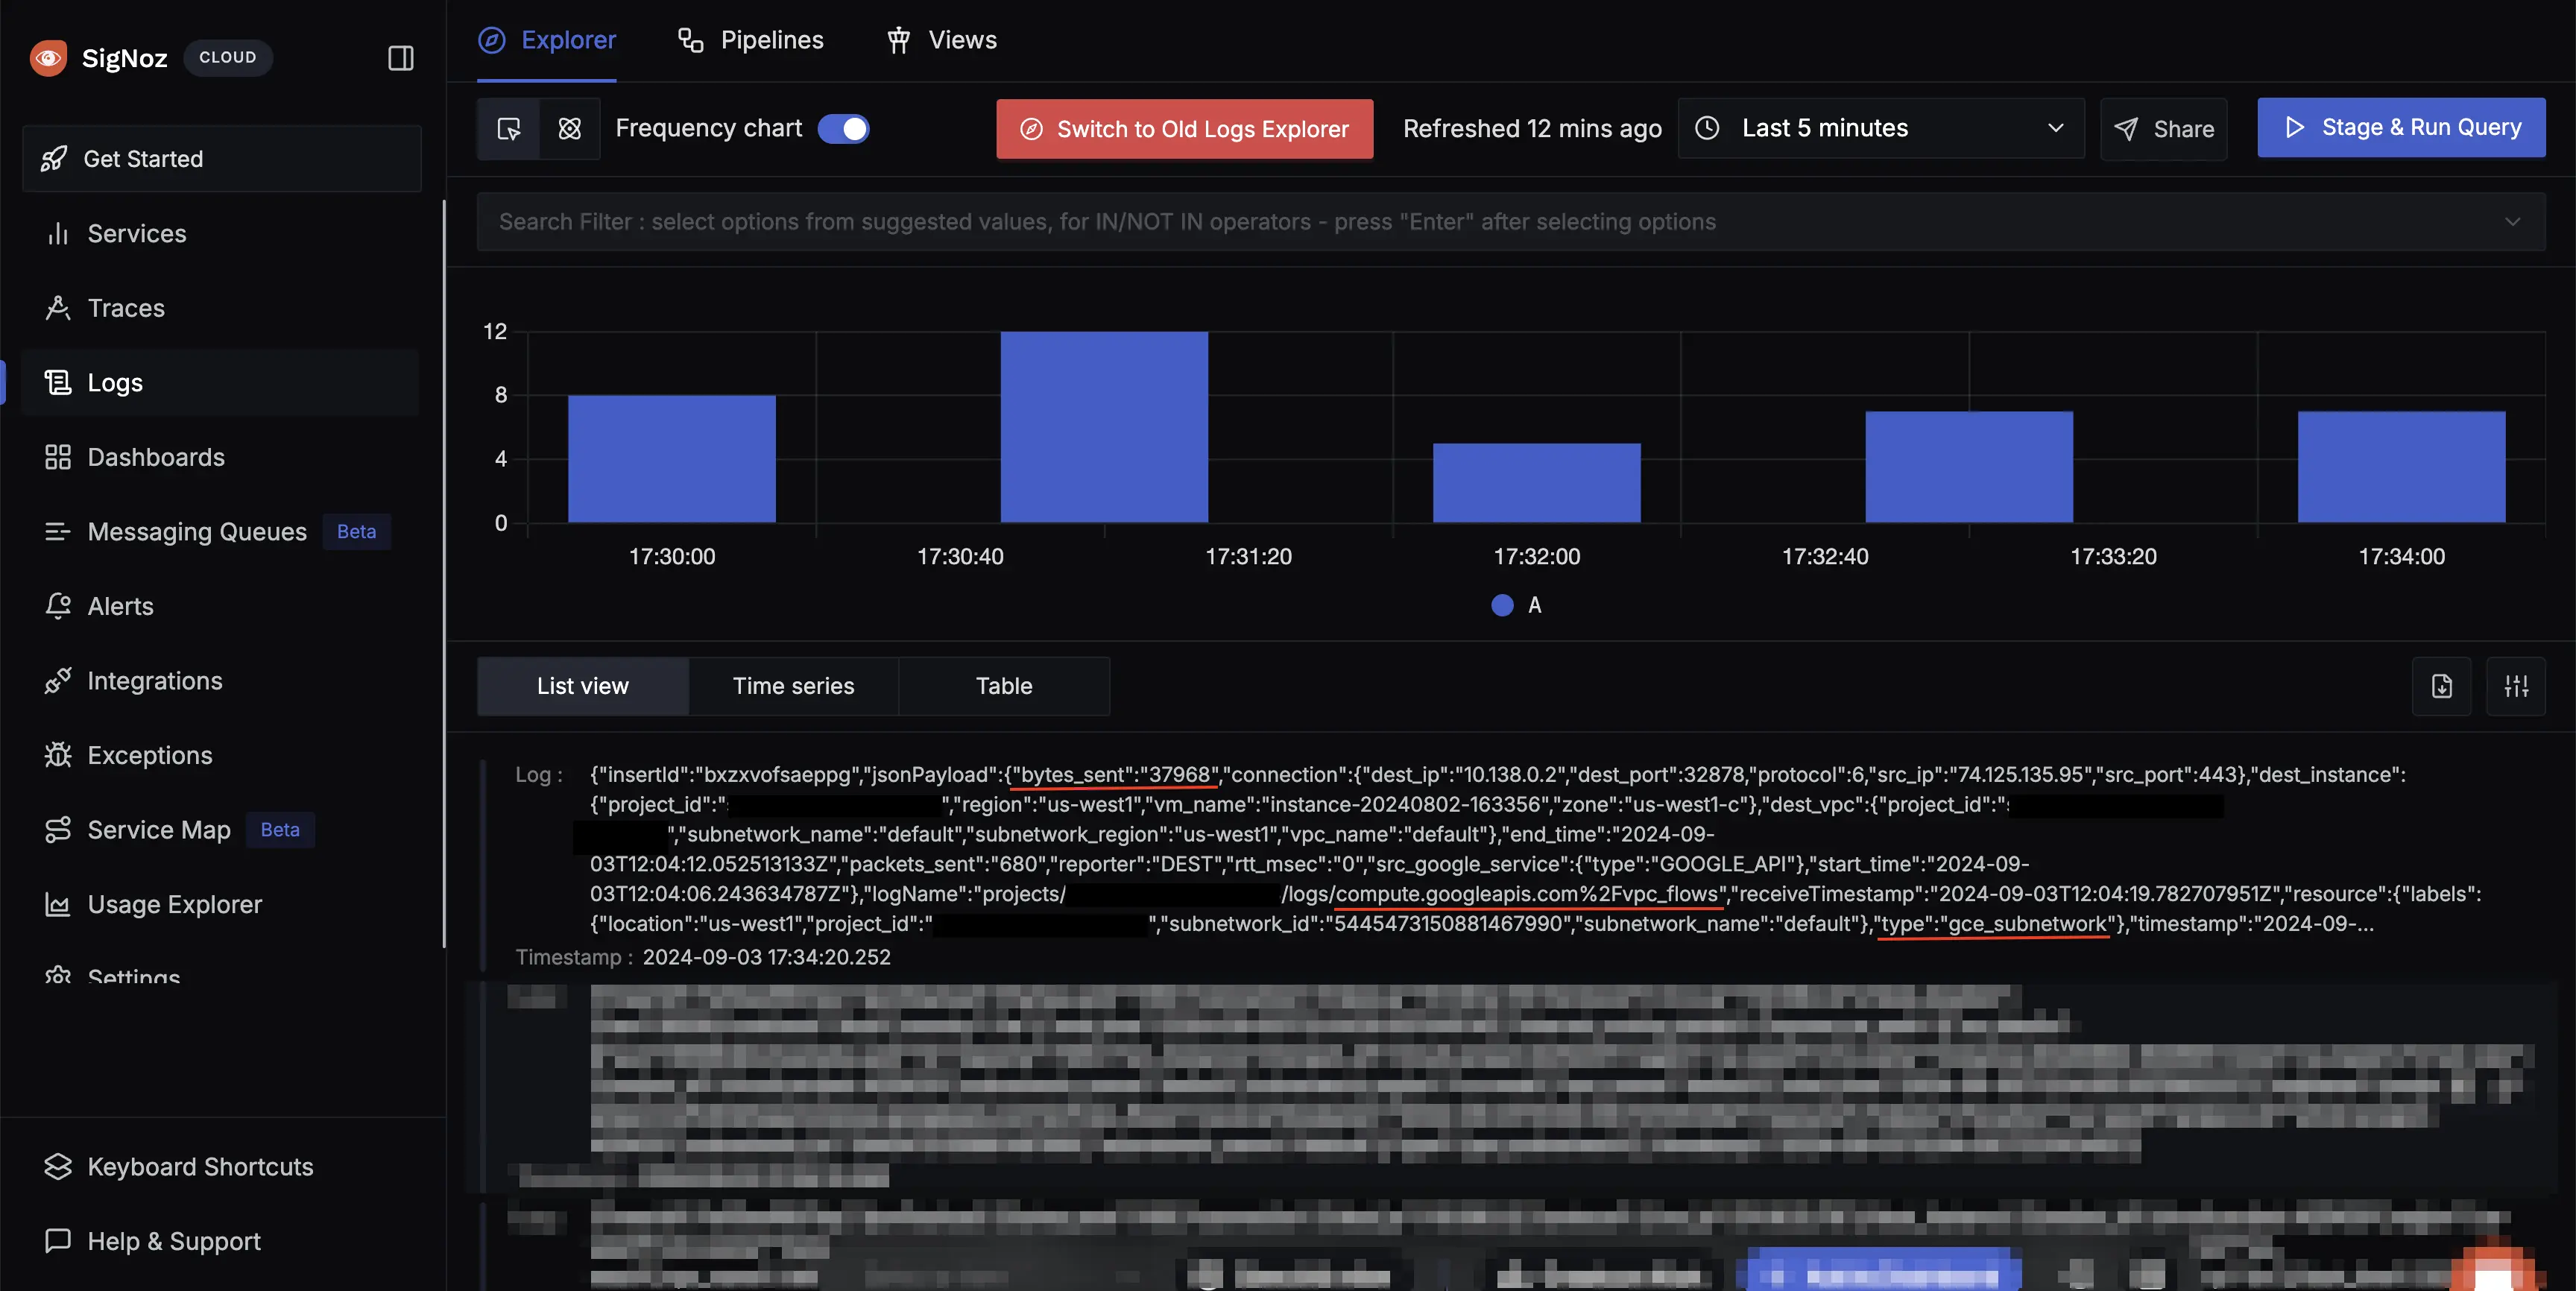 SigNoz CLOUD
Get Started
Services
Traces
Logs
Dashboards
Messaging Queues Beta
Alerts
Integrations
Exceptions
Service Map Beta
Usage Explorer
Settings
Keyboard Shortcuts
Help & Support
Explorer Pipelines Views
Frequency chart Switch to Old Logs Explorer Refreshed 12 mins ago Last 5 minutes Share Stage & Run Query
Search Filter : select options from suggested values, for IN/NOT IN operators - press "Enter" after selecting options
12
8
4
0
17:30:00 17:30:40 17:31:20 17:32:00 17:32:40 17:33:20 17:34:00
A
List view Time series Table
Log : {"insertId":"bxzxvofsaeppg","jsonPayload":{"bytes_sent":"37968","connection":{"dest_ip":"10.138.0.2","dest_port":32878,"protocol":6,"src_ip":"74.125.135.95","src_port":443},"dest_instance":
{"project_id":" ","region":"us-west1","vm_name":"instance-20240802-163356","zone":"us-west1-c"},"dest_vpc":{"project_id":"
","subnetwork_name":"default","subnetwork_region":"us-west1","vpc_name":"default"},"end_time":"2024-09-
03T12:04:12.052513133Z","packets_sent":"680","reporter":"DEST","rtt_msec":"0","src_google_service":{"type":"GOOGLE_API"},"start_time":"2024-09-
03T12:04:06.243634787Z"},"logName":"projects/ /logs/compute.googleapis.com%2Fvpc_flows","receiveTimestamp":"2024-09-03T12:04:19.782707951Z","resource":{"labels":
{"location":"us-west1","project_id":" ","subnetwork_id":"5445473150881467990","subnetwork_name":"default"},"type":"gce_subnetwork"},"timestamp":"2024-09-...
Timestamp : 2024-09-03 17:34:20.252